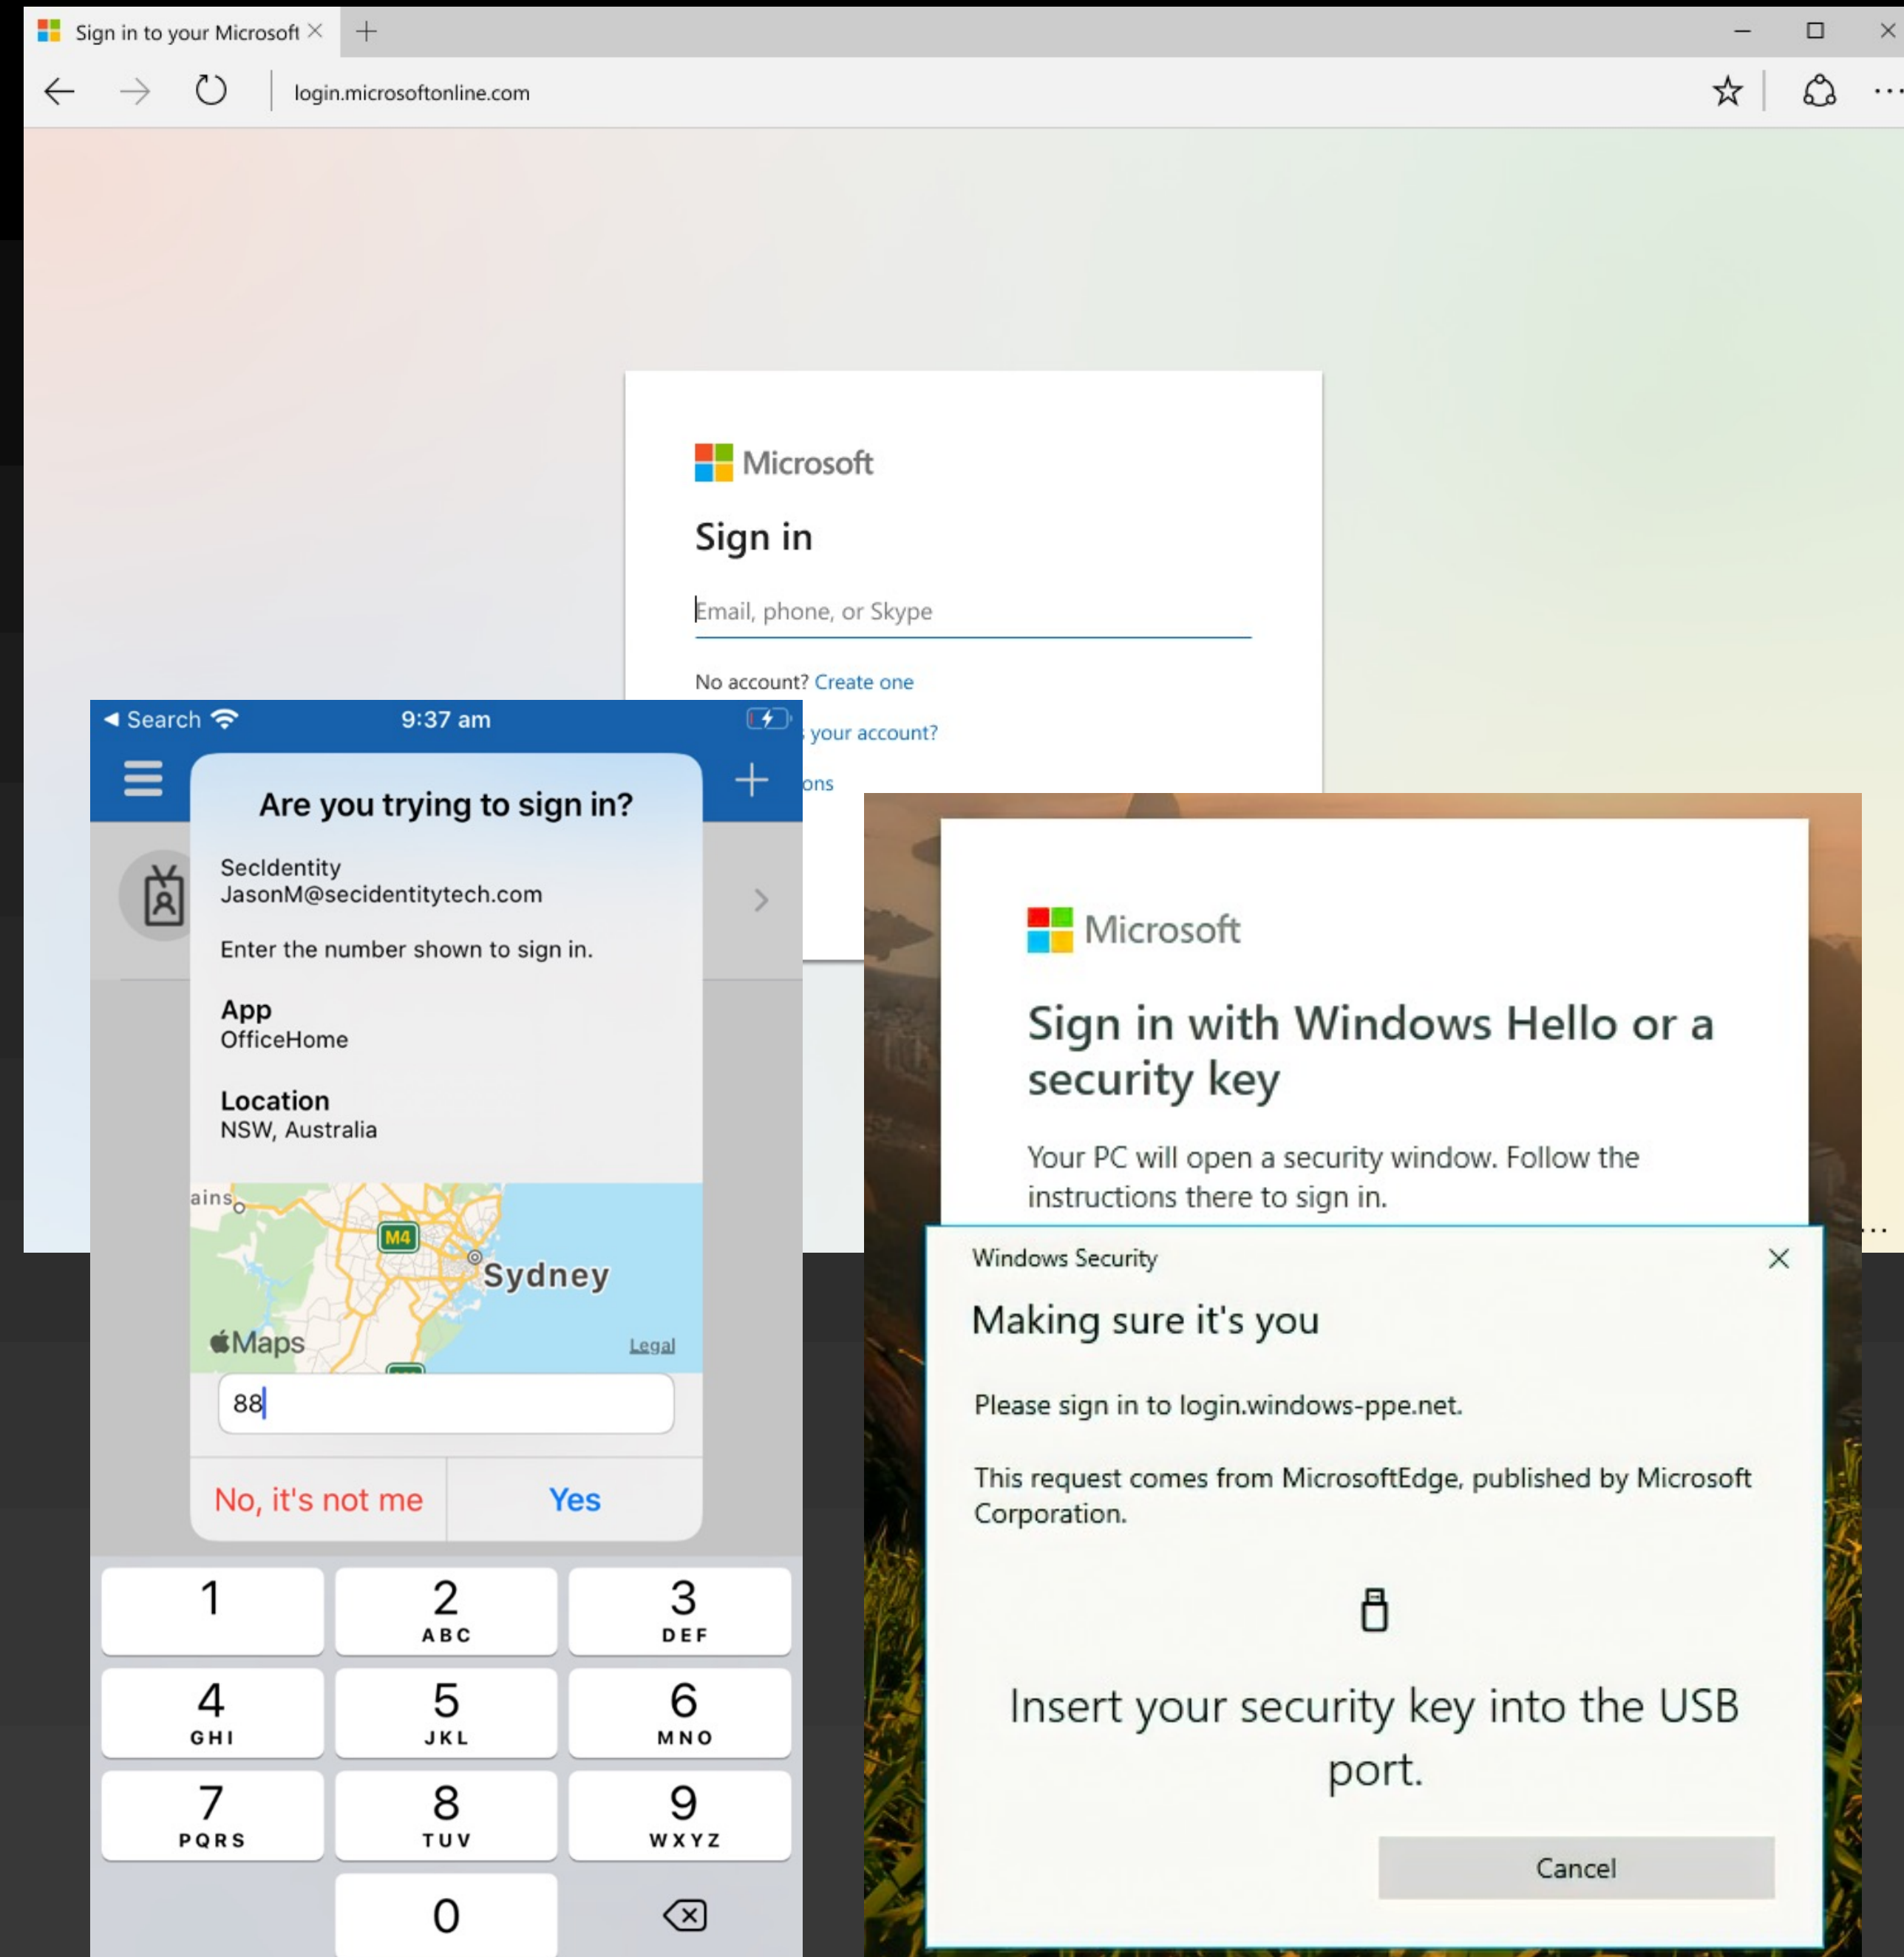 Sign in to your Microsoft
login.microsoftonline.com
Microsoft
Sign in
Email, phone, or Skype
No account? Create one
your account?
ons
Search
9:37 am
Are you trying to sign in?
SecIdentity
JasonM@secidentitytech.com
Enter the number shown to sign in.
App
OfficeHome
Location
NSW, Australia
ains
M4
Sydney
Maps
Legal
88
No, it's not me
Yes
1
2
ABC
3
DEF
4
GHI
5
JKL
6
MNO
7
PQRS
8
TUV
9
WXYZ
0
Microsoft
Sign in with Windows Hello or a
security key
Your PC will open a security window. Follow the
instructions there to sign in.
Windows Security
Making sure it's you
Please sign in to login.windows-ppe.net.
This request comes from MicrosoftEdge, published by Microsoft
Corporation.
Insert your security key into the USB
port.
Cancel